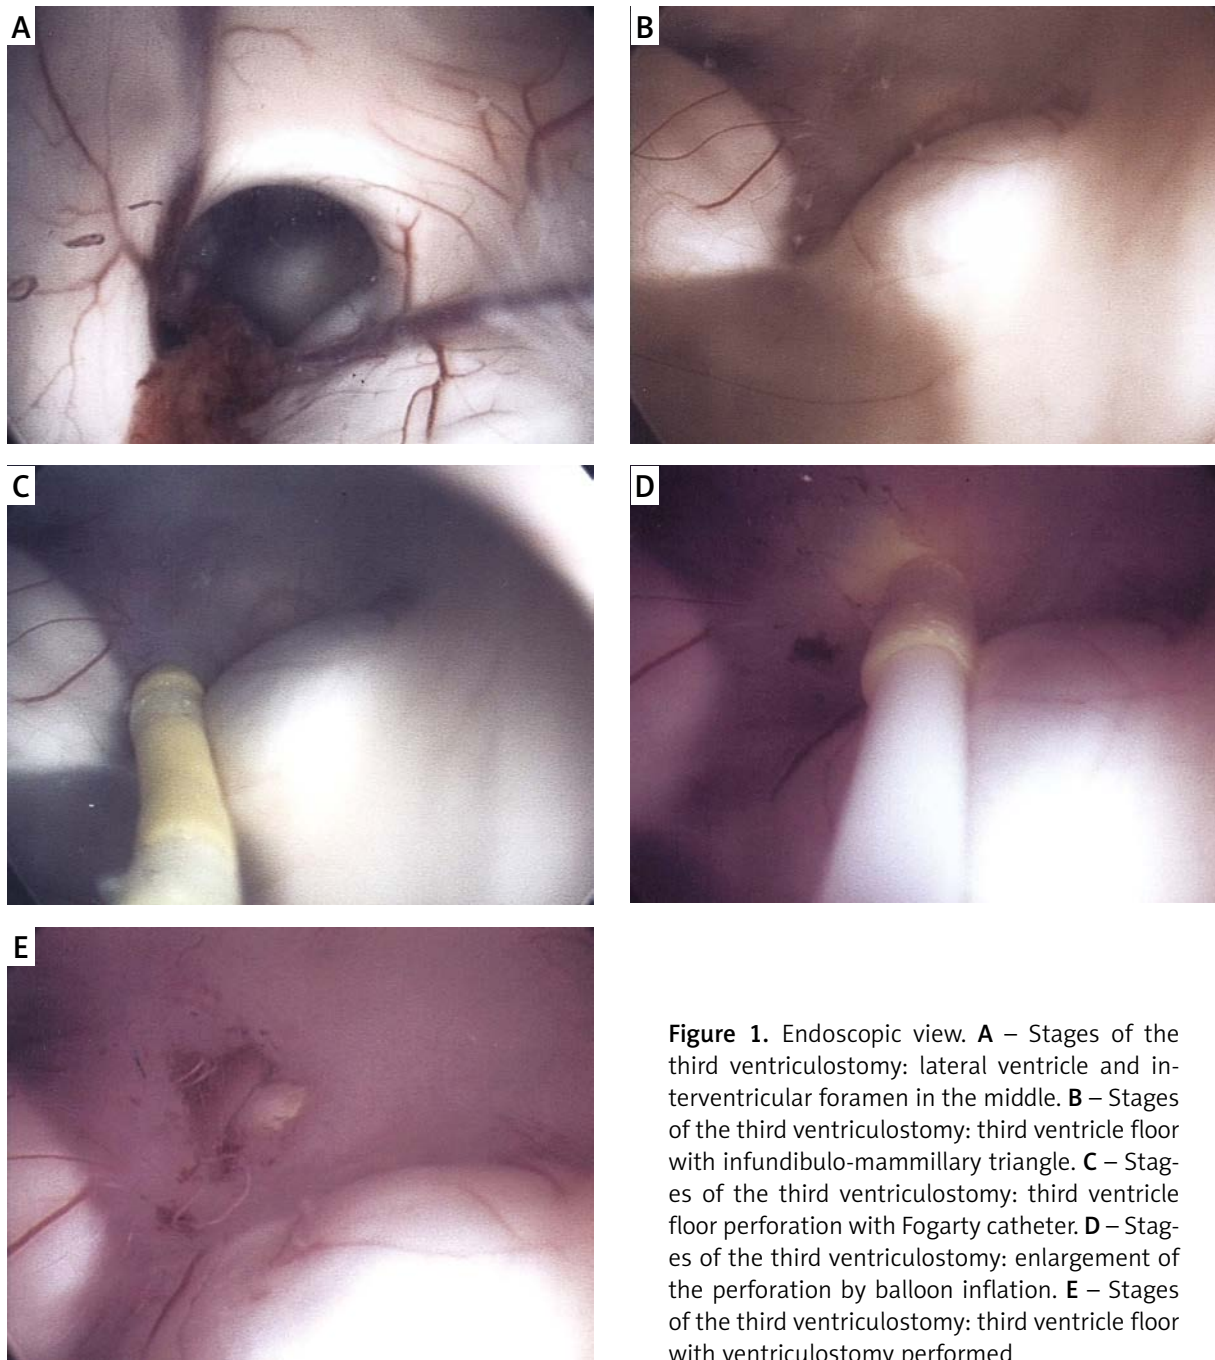 A
B
C
D
E
Figure 1. Endoscopic view. A – Stages of the
third ventriculostomy: lateral ventricle and in-
terventricular foramen in the middle. B – Stages
of the third ventriculostomy: third ventricle floor
with infundibulo-mammillary triangle. C – Stag-
es of the third ventriculostomy: third ventricle
floor perforation with Fogarty catheter. D – Stag-
es of the third ventriculostomy: enlargement of
the perforation by balloon inflation. E – Stages
of the third ventriculostomy: third ventricle floor
with ventriculostomy performed